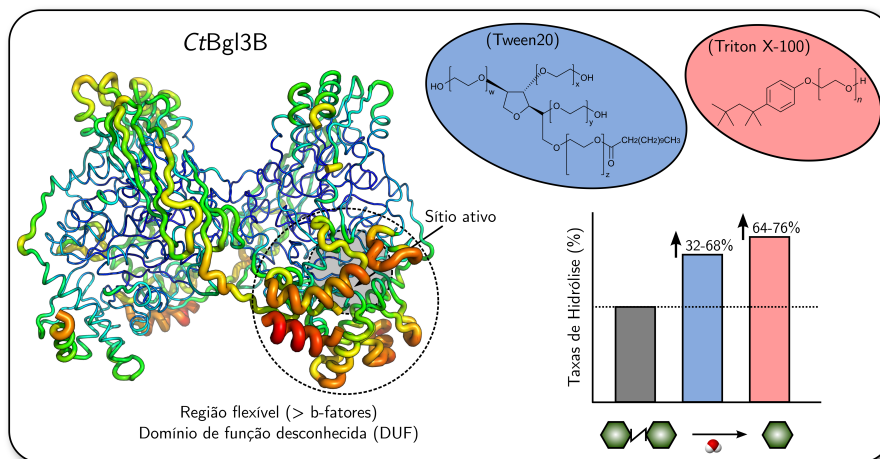 CtBgl3B
(Tween20)
(Triton X-100)
HO
O
w
O
O
x
OH
O
O
O
y
OH
O
O
z
O
CH₂(CH₂)₉CH₃
O
O
H
n
Sítio ativo
Região flexível (> b-fatores)
Domínio de função desconhecida (DUF)
Taxas de Hidrólise (%)
32-68%
64-76%